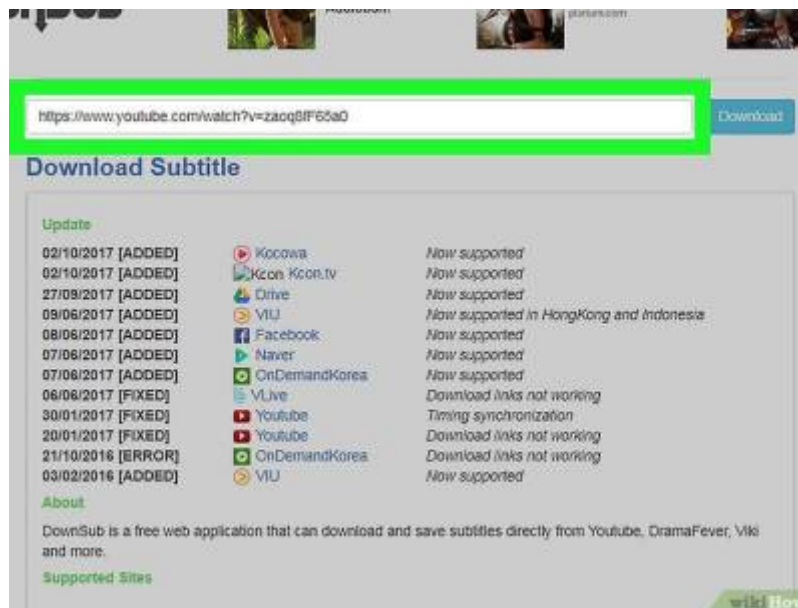 https://www.youtube.com/watch?v=zaoq8fF65a0
Download
Download Subtitle
Update
02/10/2017 [ADDED] Kocowa Now supported
02/10/2017 [ADDED] Kcon Kcon.tv Now supported
27/09/2017 [ADDED] Drive Now supported
09/06/2017 [ADDED] VIU Now supported in HongKong and Indonesia
08/06/2017 [ADDED] Facebook Now supported
07/06/2017 [ADDED] Naver Now supported
07/06/2017 [ADDED] OnDemandKorea Now supported
06/06/2017 [FIXED] VLive Download links not working
30/01/2017 [FIXED] Youtube Timing synchronization
20/01/2017 [FIXED] Youtube Download links not working
21/10/2016 [ERROR] OnDemandKorea Download links not working
03/02/2016 [ADDED] VIU Now supported
About
DownSub is a free web application that can download and save subtitles directly from Youtube, DramaFever, Viki
and more.
Supported Sites